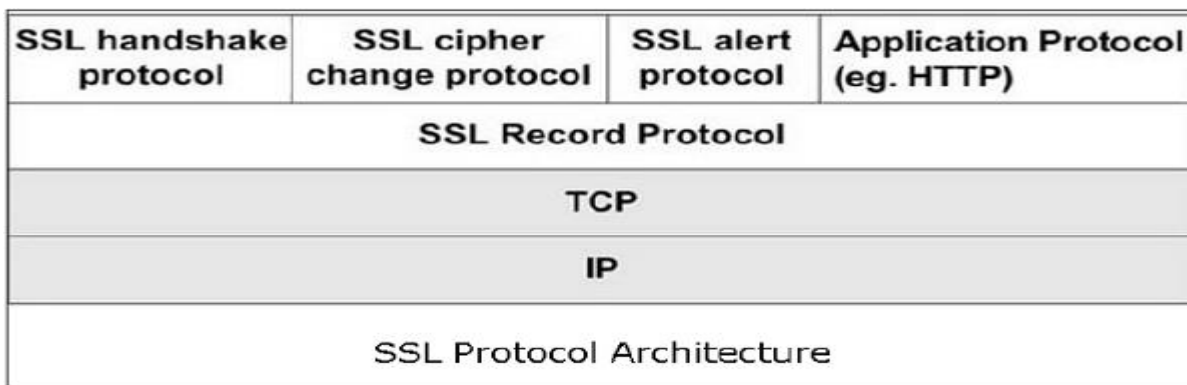 SSL handshake
protocol
SSL cipher
change protocol
SSL alert
protocol
Application Protocol
(eg. HTTP)
SSL Record Protocol
TCP
IP
SSL Protocol Architecture